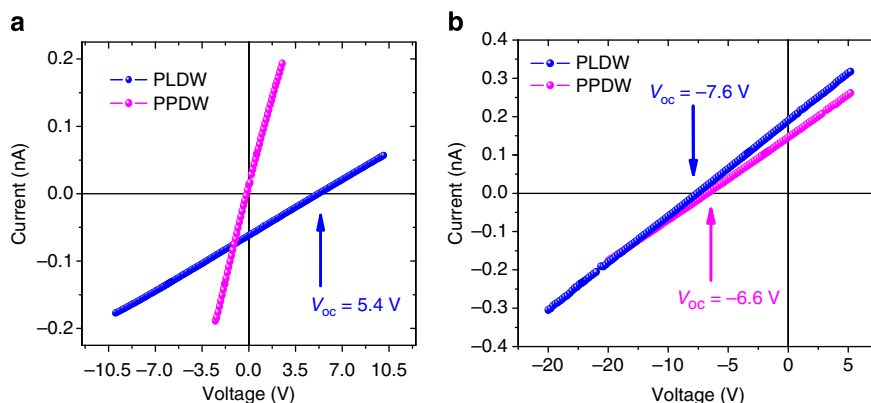 a
0.2
0.1
0.0
−0.1
−0.2
Current (nA)
PLDW
PPDW
V_oc = 5.4 V
−10.5 −7.0 −3.5 0.0 3.5 7.0 10.5
Voltage (V)
b
0.4
0.3
0.2
0.1
0.0
−0.1
−0.2
−0.3
−0.4
Current (nA)
PLDW
PPDW
V_oc = −7.6 V
V_oc = −6.6 V
−20 −20 −10 −5 0 5
Voltage (V)